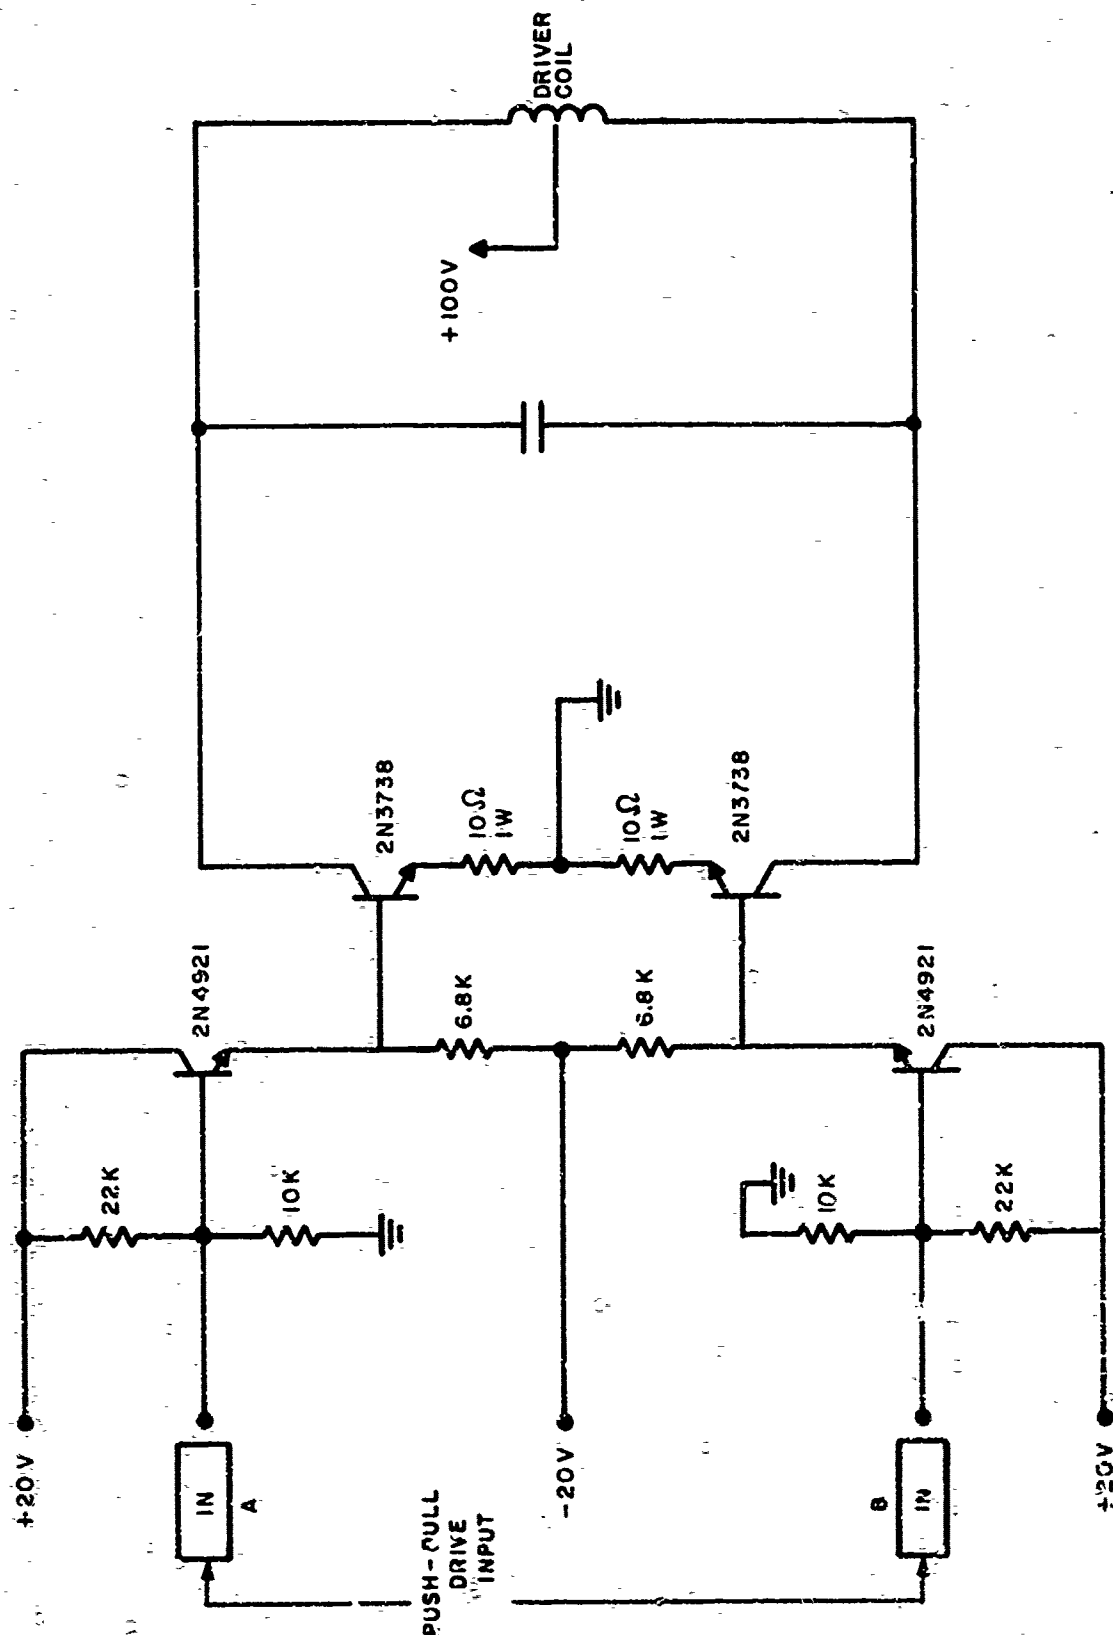 +20V
22K
IN
A
10K
2N4921
2N3738
10Ω
1W
6.8K
PUSH-PULL
DRIVE
INPUT
-20V
6.8K
10Ω
1W
2N3738
+100V
DRIVER
COIL
B
IN
10K
22K
2N4921
+20V